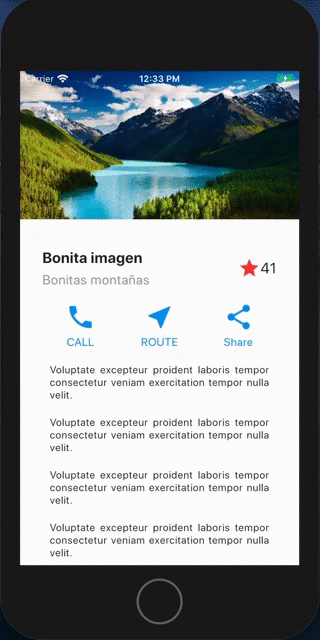 Carrier 12:33 PM
Bonita imagen
Bonitas montañas
41
CALL ROUTE Share
Voluptate excepteur proident laboris tempor
consectetur veniam exercitation tempor nulla
velit.
Voluptate excepteur proident laboris tempor
consectetur veniam exercitation tempor nulla
velit.
Voluptate excepteur proident laboris tempor
consectetur veniam exercitation tempor nulla
velit.
Voluptate excepteur proident laboris tempor
consectetur veniam exercitation tempor nulla
velit.